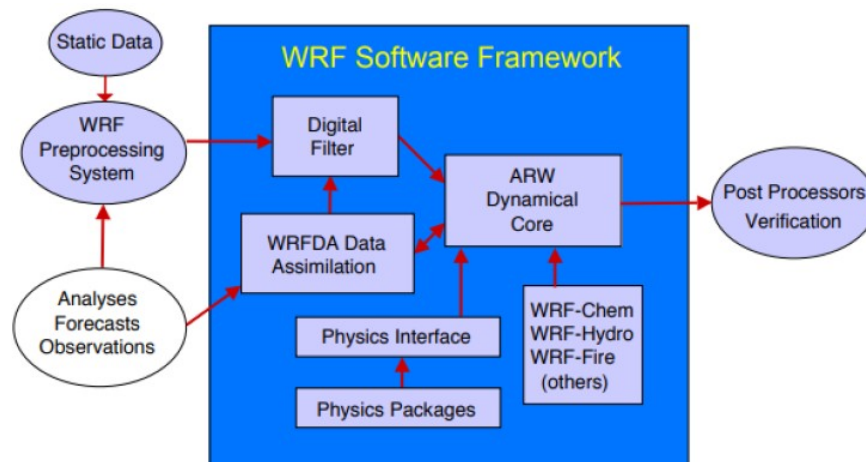 Static Data
WRF Software Framework
WRF
Preprocessing
System
Digital
Filter
ARW
Dynamical
Core
Post Processors
Verification
WRFDA Data
Assimilation
Analyses
Forecasts
Observations
Physics Interface
WRF-Chem
WRF-Hydro
WRF-Fire
(others)
Physics Packages